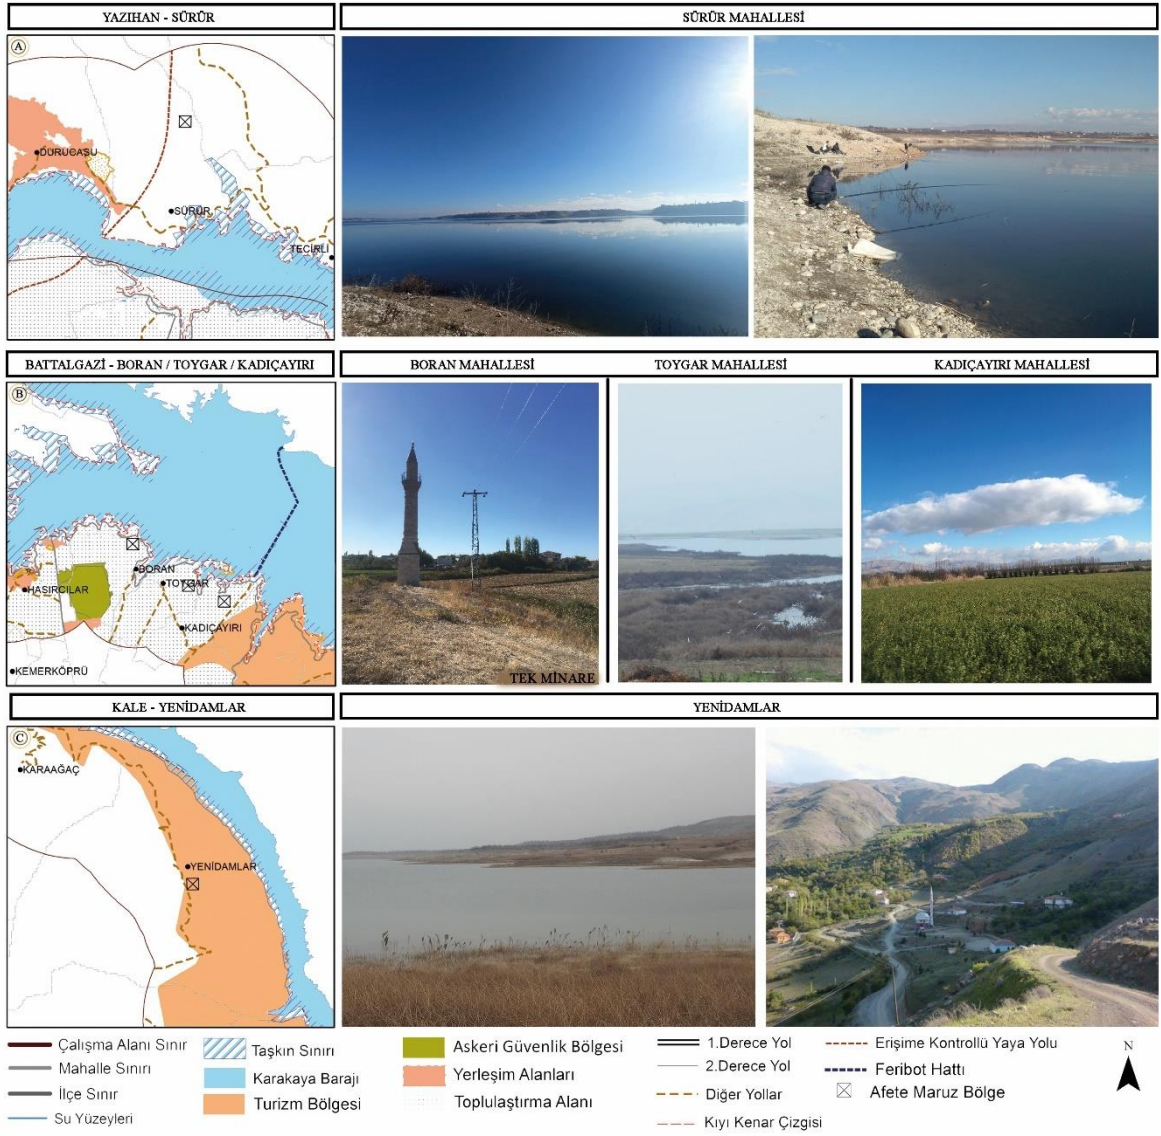 YAZIHAN - SÜRÜR
SÜRÜR MAHALLESİ
A
DURUCASU
SÜRÜR
TECİRLİ
BATTALGAZİ - BORAN / TOYGAR / KADIÇAYIRI
BORAN MAHALLESİ
TOYGAR MAHALLESİ
KADIÇAYIRI MAHALLESİ
B
BORAN
TOYGAR
HASIRCILAR
KADIÇAYIRI
KEMERKÖPRÜ
TEK MİNARE
KALE - YENİDAMLAR
YENİDAMLAR
C
KARAAĞAÇ
YENİDAMLAR
Çalışma Alanı Sınır
Mahalle Sınırı
İlçe Sınır
Su Yüzeyleri
Taşkın Sınırı
Karakaya Barajı
Turizm Bölgesi
Askeri Güvenlik Bölgesi
Yerleşim Alanları
Toplulaştırma Alanı
1.Derece Yol
2.Derece Yol
Diğer Yollar
Kıyı Kenar Çizgisi
Erişime Kontrollü Yaya Yolu
Feribot Hattı
Afete Maruz Bölge
N